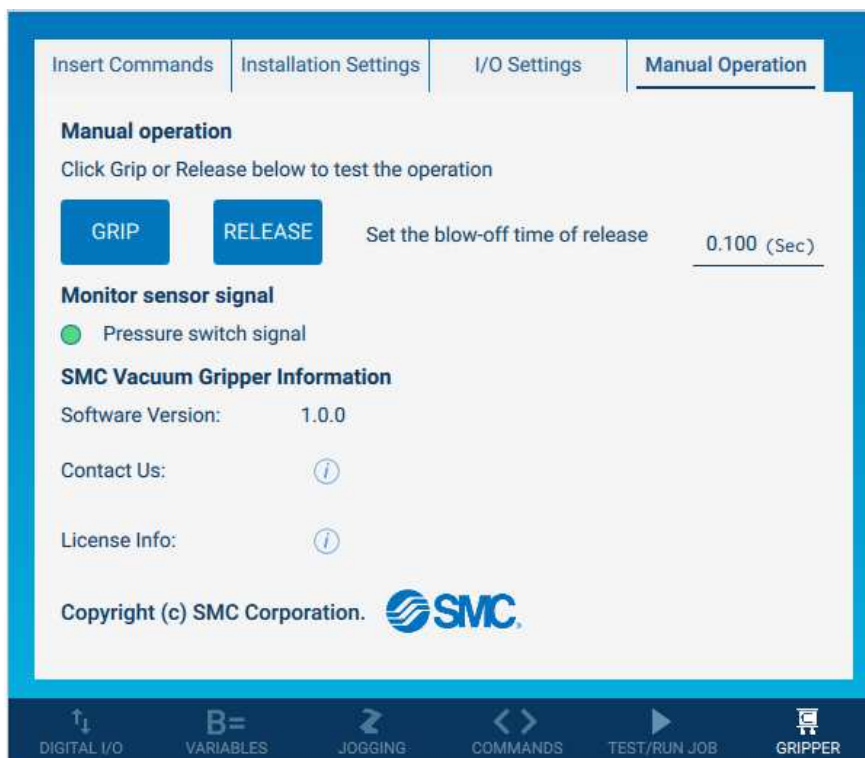 Insert Commands Installation Settings I/O Settings Manual Operation
Manual operation
Click Grip or Release below to test the operation
GRIP RELEASE Set the blow-off time of release 0.100 (Sec)
Monitor sensor signal
Pressure switch signal
SMC Vacuum Gripper Information
Software Version: 1.0.0
Contact Us: i
License Info: i
Copyright (c) SMC Corporation. SMC.
B=
DIGITAL I/O VARIABLES JOGGING COMMANDS TEST/RUN JOB GRIPPER